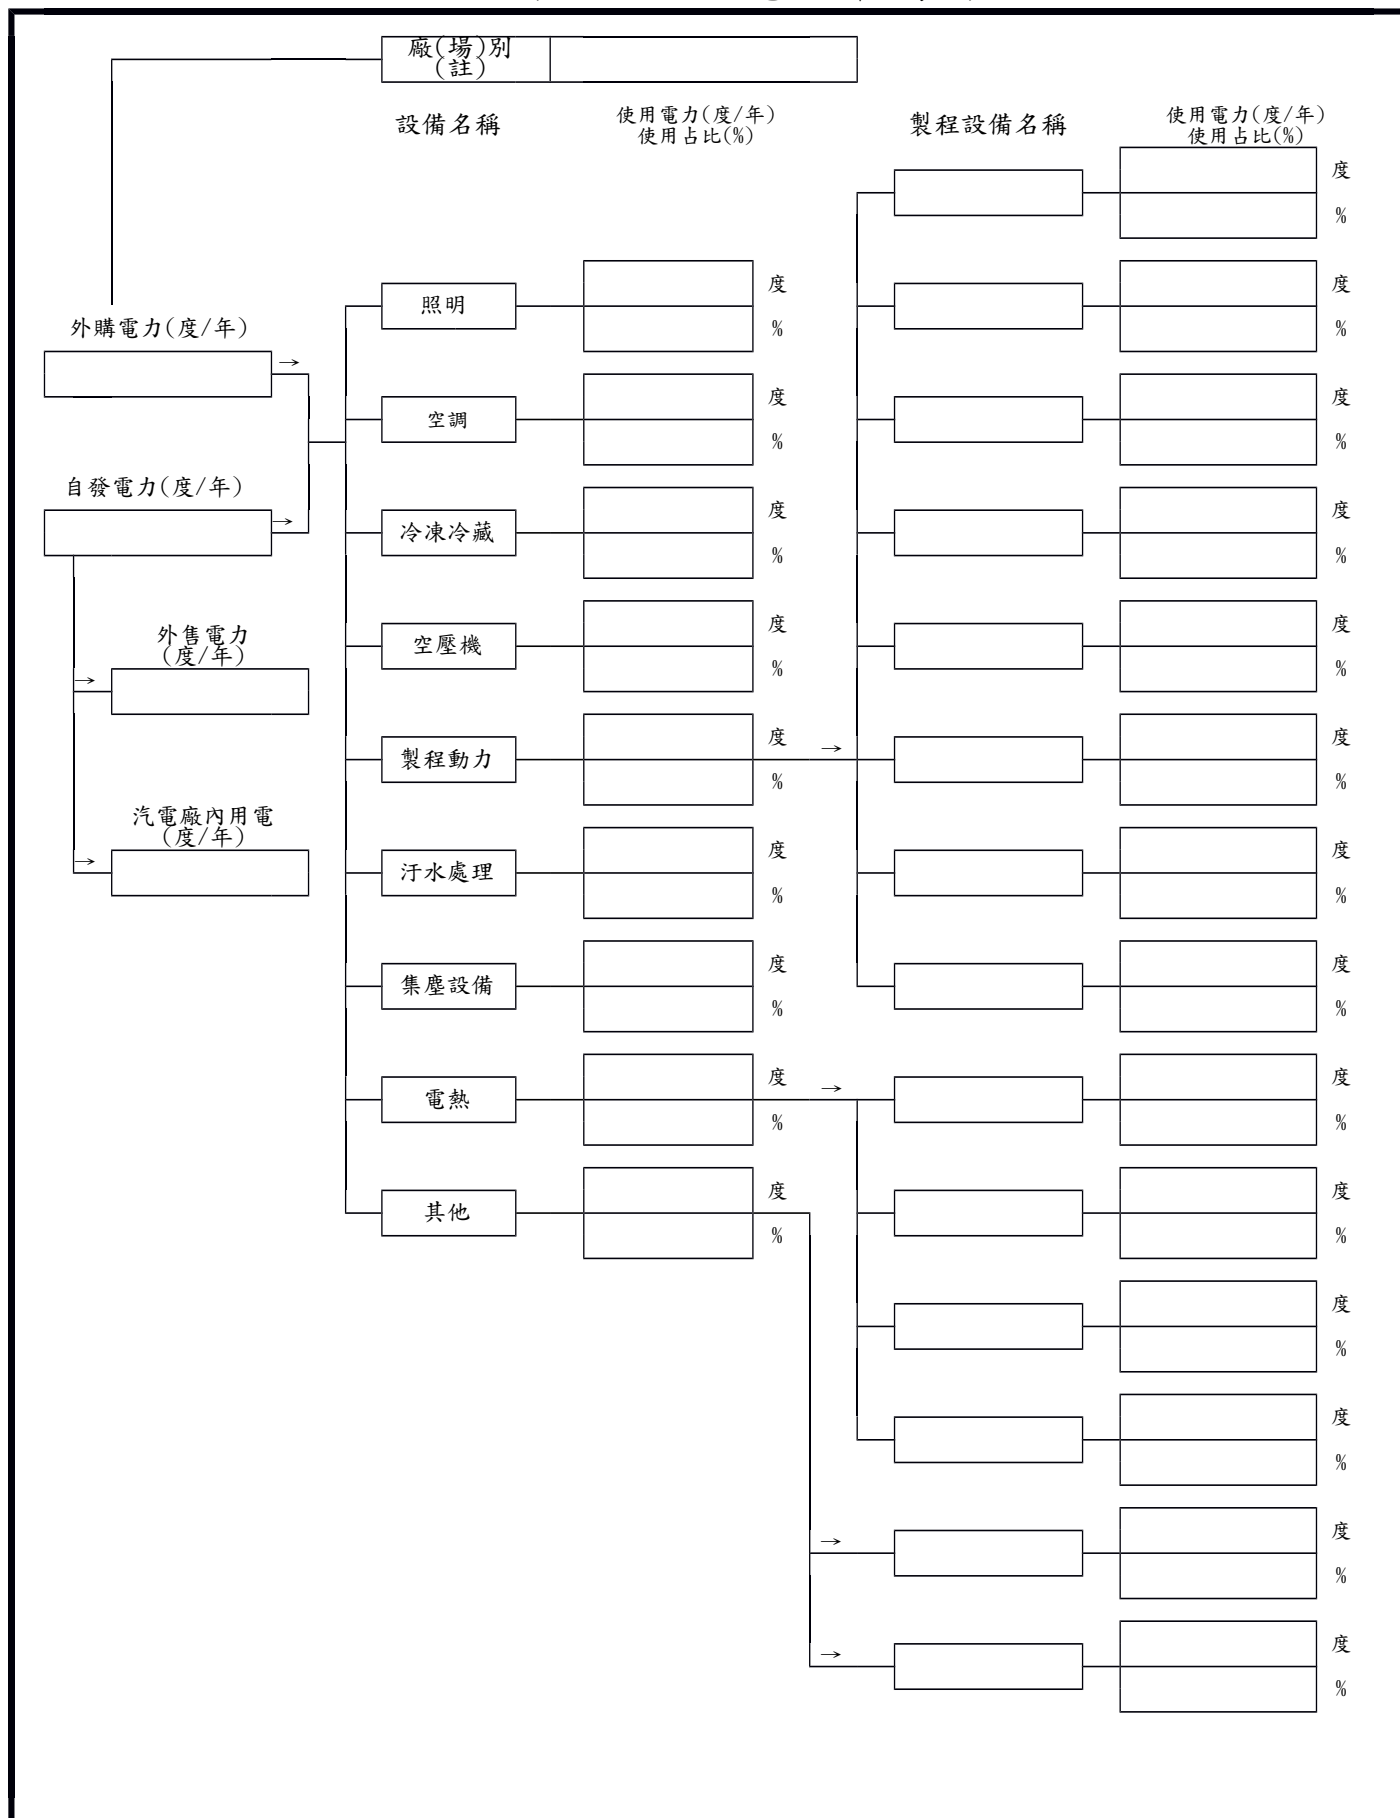 廠(場)別
(註)
設備名稱
使用電力(度/年)
使用占比(%)
製程設備名稱
使用電力(度/年)
使用占比(%)
度
%
照明
度
%
度
%
外購電力(度/年)
→
空調
度
%
度
%
自發電力(度/年)
→
冷凍冷藏
度
%
度
%
外售電力
(度/年)
→
空壓機
度
%
度
%
製程動力
度
%
→
度
%
汽電廠內用電
(度/年)
→
汙水處理
度
%
度
%
集塵設備
度
%
度
%
電熱
度
%
→
度
%
其他
度
%
度
%
度
%
度
%
→
度
%
→
度
%